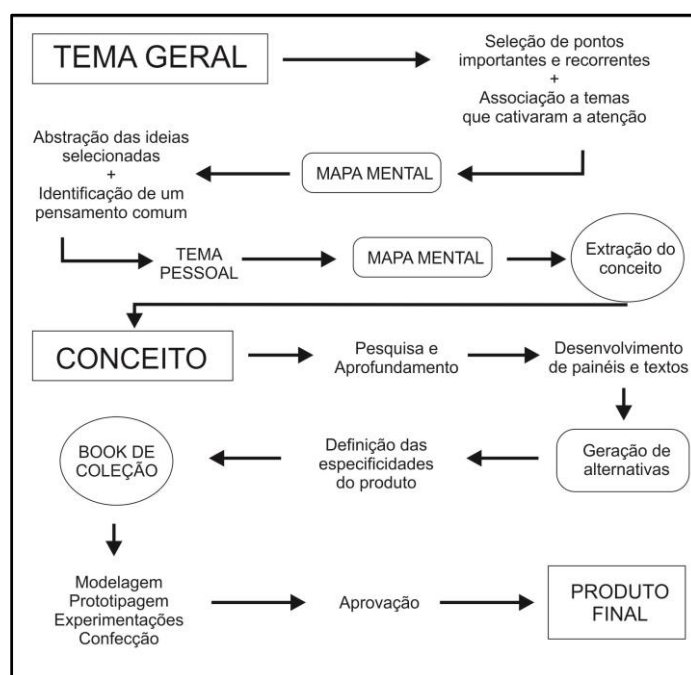 TEMA GERAL
Seleção de pontos
importantes e recorrentes
+
Associação a temas
que cativaram a atenção
Abstração das ideias
selecionadas
+
Identificação de um
pensamento comum
MAPA MENTAL
TEMA
PESSOAL
MAPA MENTAL
Extração do
conceito
CONCEITO
Pesquisa e
Aprofundamento
Desenvolvimento
de painéis e textos
BOOK DE
COLEÇÃO
Definição das
especificidades
do produto
Geração de
alternativas
Modelagem
Prototipagem
Experimentações
Confecção
Aprovação
PRODUTO
FINAL